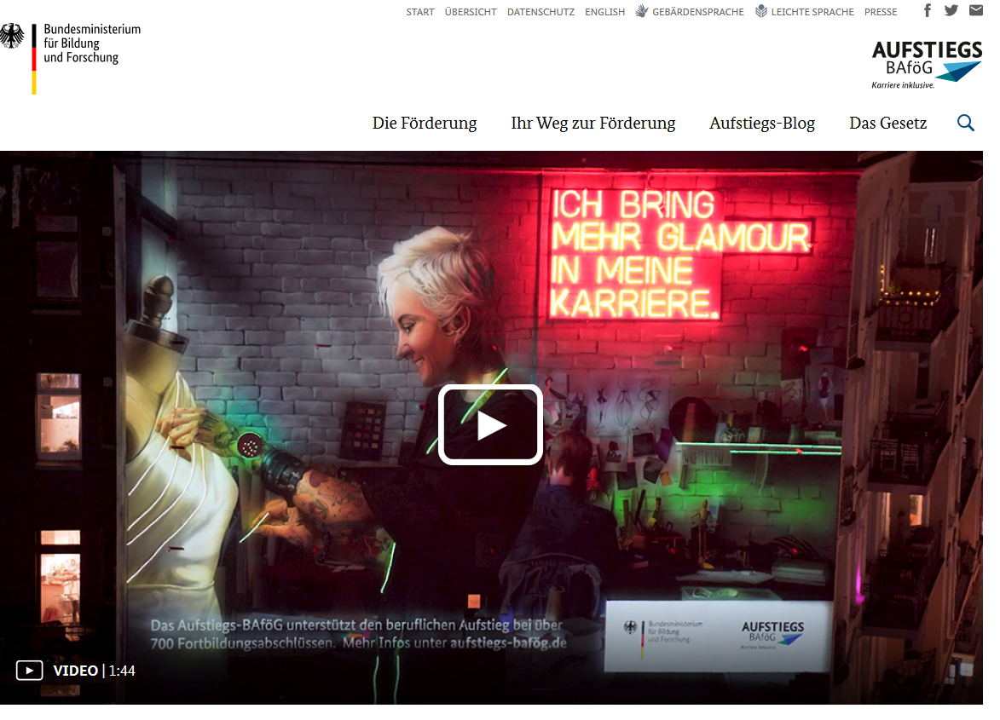 START ÜBERSICHT DATENSCHUTZ ENGLISH GEBÄRDENSPRACHE LEICHTE SPRACHE PRESSE
Bundesministerium
für Bildung
und Forschung
AUFSTIEGS
BAföG
Karriere inklusive.
Die Förderung Ihr Weg zur Förderung Aufstiegs-Blog Das Gesetz
ICH BRING
MEHR GLAMOUR
IN MEINE
KARRIERE.
Das Aufstiegs-BAföG unterstützt den beruflichen Aufstieg bei über
700 Fortbildungsabschlüssen. Mehr Infos unter aufstiegs-bafög.de
Bundesministerium
für Bildung
und Forschung
AUFSTIEGS
BAföG
Karriere inklusive.
VIDEO | 1:44